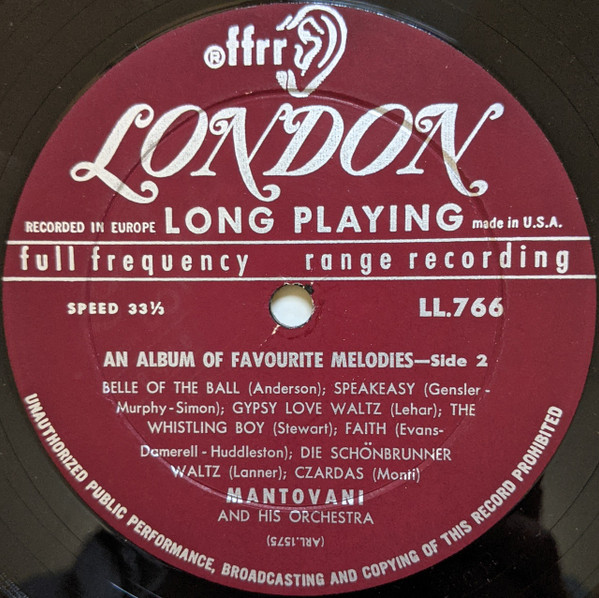 ®ffrr
LONDON
RECORDED IN EUROPE LONG PLAYING made in U.S.A.
full frequency range recording
SPEED 33⅓ LL.766
AN ALBUM OF FAVOURITE MELODIES—Side 2
BELLE OF THE BALL (Anderson); SPEAKEASY (Gensler-
Murphy-Simon); GYPSY LOVE WALTZ (Lehar); THE
WHISTLING BOY (Stewart); FAITH (Evans-
Damerell-Huddleston); DIE SCHÖNBRUNNER
WALTZ (Lanner); CZARDAS (Monti)
MANTOVANI
AND HIS ORCHESTRA
(ARL.1575)
UNAUTHORIZED PUBLIC PERFORMANCE, BROADCASTING AND COPYING OF THIS RECORD PROHIBITED